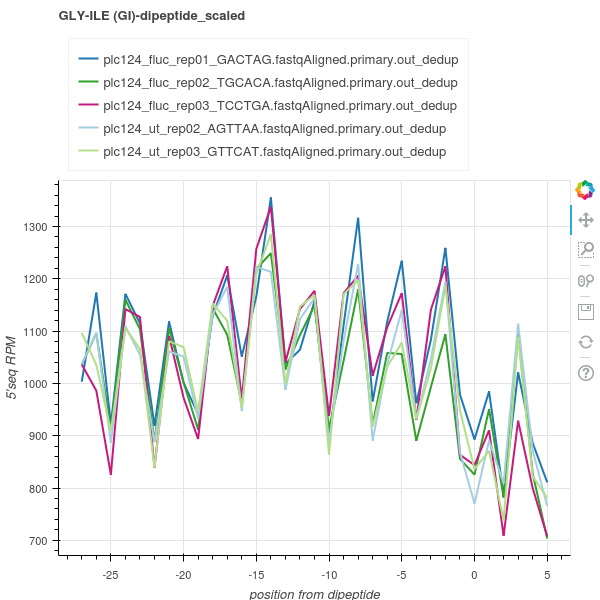 GLY-ILE (GI)-dipeptide_scaled
plc124_fluc_rep01_GACTAG.fastqAligned.primary.out_dedup
plc124_fluc_rep02_TGCACA.fastqAligned.primary.out_dedup
plc124_fluc_rep03_TCCTGA.fastqAligned.primary.out_dedup
plc124_ut_rep02_AGTTAA.fastqAligned.primary.out_dedup
plc124_ut_rep03_GTTCAT.fastqAligned.primary.out_dedup
1300
1200
1100
1000
900
800
700
5'seq RPM
-25 -20 -15 -10 -5 0 5
position from dipeptide